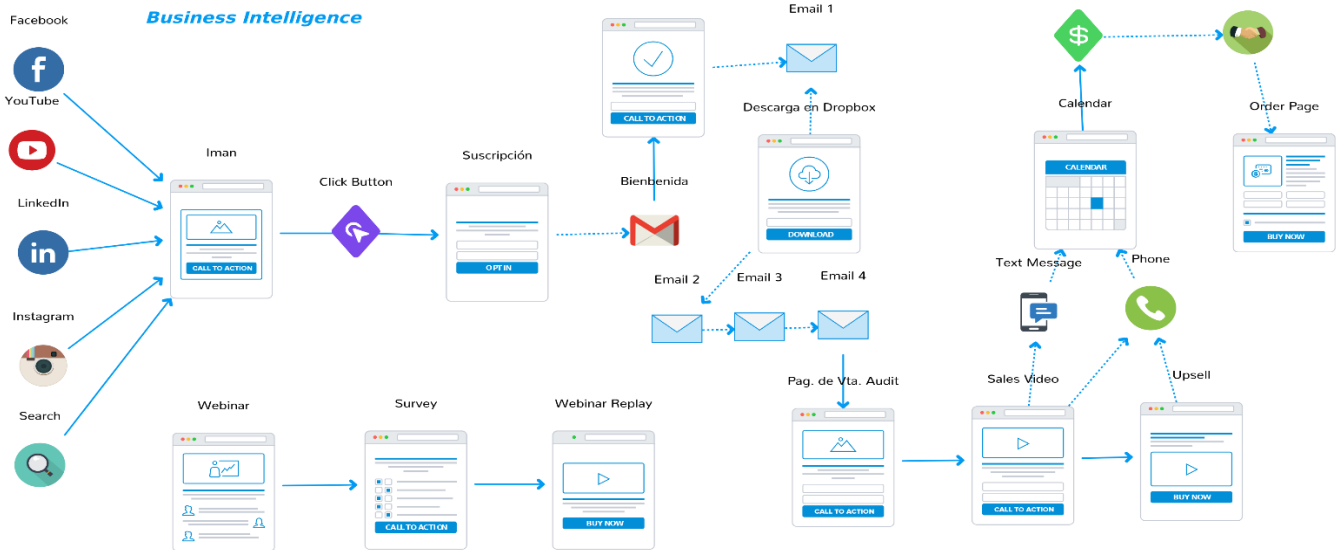 Business Intelligence
Facebook
YouTube
LinkedIn
Instagram
Search
Iman
CALL TO ACTION
Click Button
Suscripción
OPT IN
Bienbenida
CALL TO ACTION
Email 1
Descarga en Dropbox
DOWNLOAD
Email 2
Email 3
Email 4
Calendar
CALENDAR
Order Page
BUY NOW
Text Message
Phone
Webinar
Survey
CALL TO ACTION
Webinar Replay
BUY NOW
Pag. de Vta. Audit
CALL TO ACTION
Sales Video
CALL TO ACTION
Upsell
BUY NOW